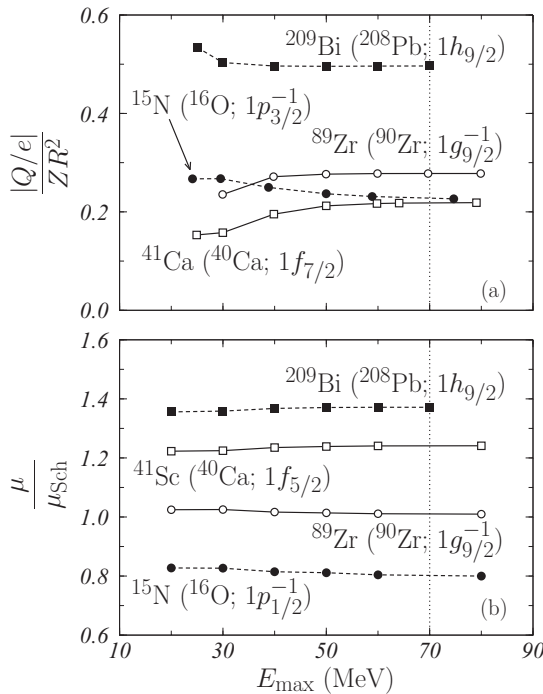 0.6
²⁰⁹Bi (²⁰⁸Pb; 1h₉/₂)
¹⁵N (¹⁶O; 1p₃/₂⁻¹)
0.4
⁸⁹Zr (⁹⁰Zr; 1g₉/₂⁻¹)
|Q/e|
ZR²
0.2
⁴¹Ca (⁴⁰Ca; 1f₇/₂)
0.0
(a)
1.6
²⁰⁹Bi (²⁰⁸Pb; 1h₉/₂)
1.4
1.2
⁴¹Sc (⁴⁰Ca; 1f₅/₂)
μ
μSch
1.0
⁸⁹Zr (⁹⁰Zr; 1g₉/₂⁻¹)
0.8
¹⁵N (¹⁶O; 1p₁/₂⁻¹)
(b)
0.6
10 30 50 70 90
Emax (MeV)